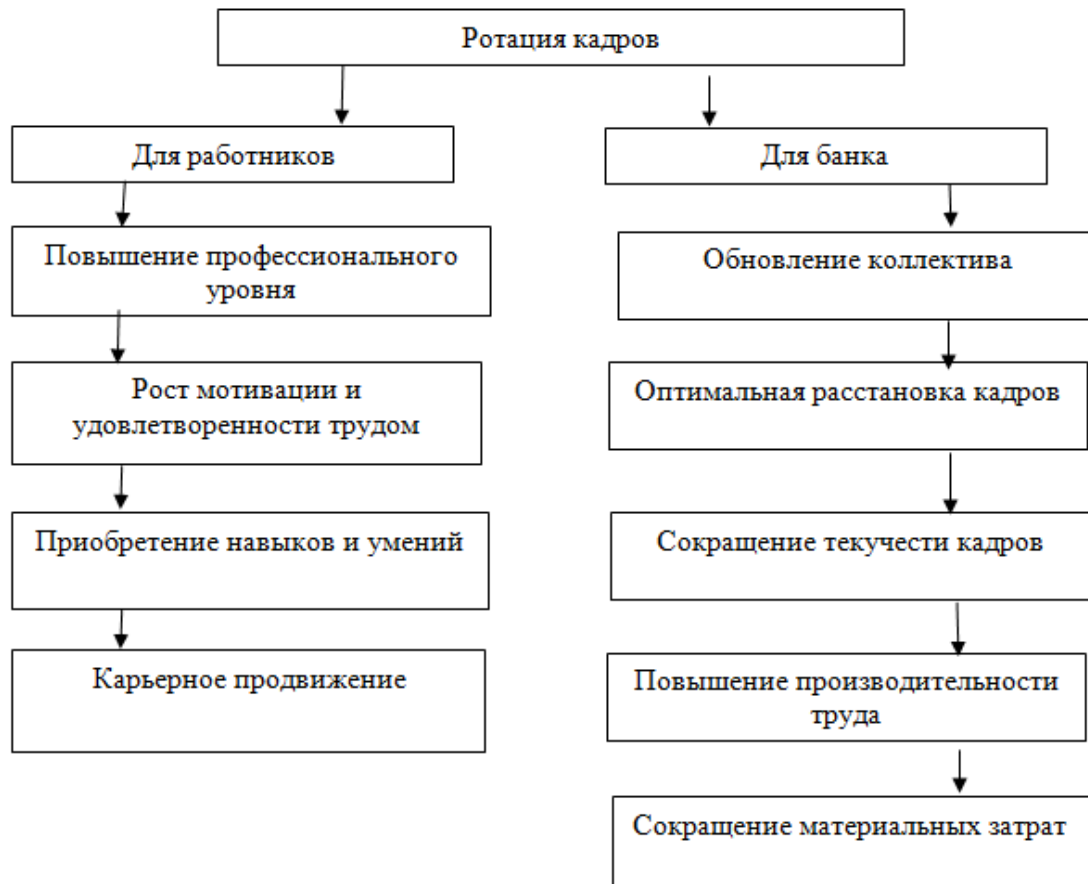 Ротация кадров
Для работников
Для банка
Повышение профессионального
уровня
Обновление коллектива
Рост мотивации и
удовлетворенности трудом
Оптимальная расстановка кадров
Приобретение навыков и умений
Сокращение текучести кадров
Карьерное продвижение
Повышение производительности
труда
Сокращение материальных затрат